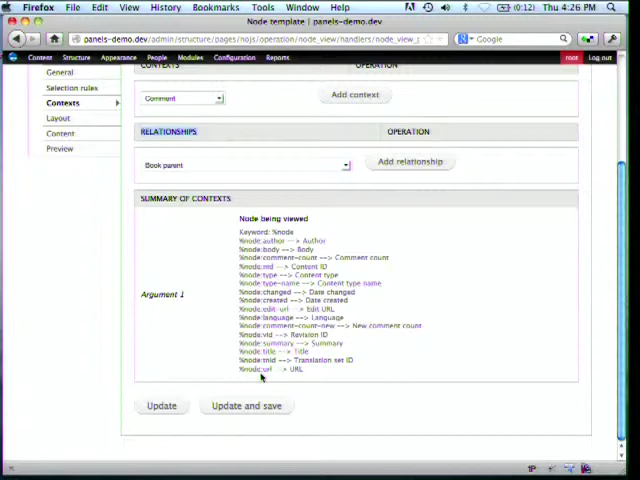 Firefox File Edit View History Bookmarks Tools Window Help (0:12) Thu 4:26 PM
Node template | panels-demo.dev
panels-demo.dev/admin/structure/pages/nojs/operation/node_view/handlers/node_view_p Google
Content Structure Appearance People Modules Configuration Reports root Log out
CONTEXTS OPERATION
General
Selection rules
Contexts
Layout
Content
Preview
Comment Add context
RELATIONSHIPS OPERATION
Book parent Add relationship
SUMMARY OF CONTEXTS
Argument 1
Node being viewed
Keyword: %node
%node:author --> Author
%node:body --> Body
%node:comment-count --> Comment count
%node:nid --> Content ID
%node:type --> Content type
%node:type-name --> Content type name
%node:changed --> Date changed
%node:created --> Date created
%node:edit-url --> Edit URL
%node:language --> Language
%node:comment-count-new --> New comment count
%node:vid --> Revision ID
%node:summary --> Summary
%node:title --> Title
%node:tnid --> Translation set ID
%node:url --> URL
Update Update and save